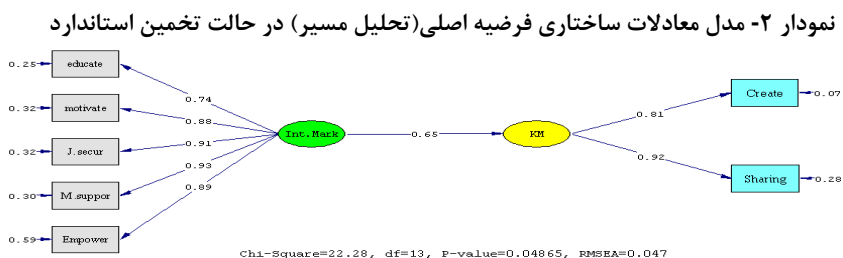 نمودار ۲- مدل معادلات ساختاری فرضیه اصلی(تحلیل مسیر) در حالت تخمین استاندارد
0.25 educate
0.74
0.32 motivate
0.88
0.32 J.secur
0.91
0.30 M.suppor
0.93
0.59 Empower
0.89
Int.Mark
0.65
KM
0.81
Create 0.07
0.92
Sharing 0.28
Chi-Square=22.28, df=13, P-value=0.04865, RMSEA=0.047